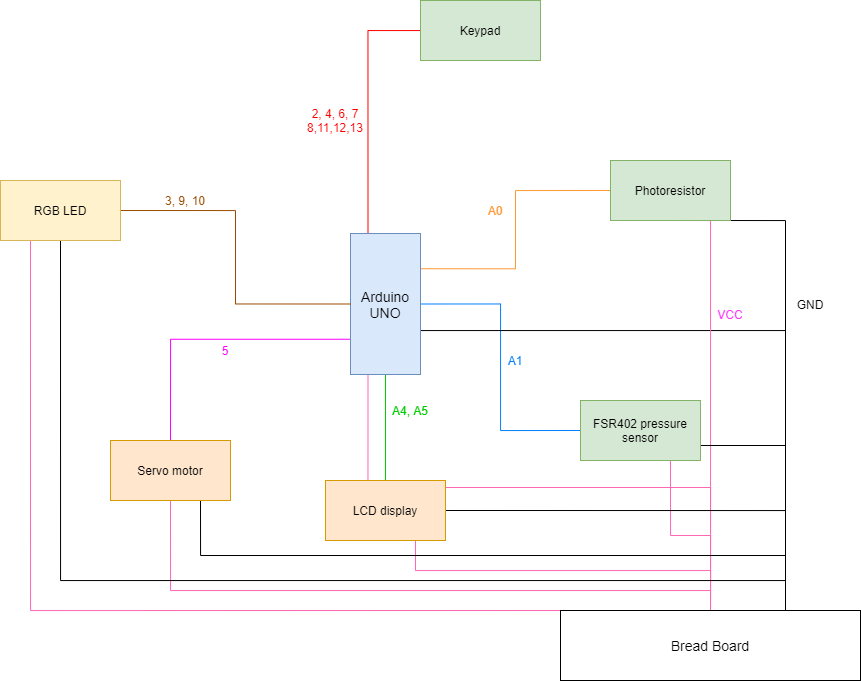 Keypad
2, 4, 6, 7
8,11,12,13
Photoresistor
RGB LED
3, 9, 10
A0
Arduino
UNO
GND
VCC
5
A1
A4, A5
FSR402 pressure
sensor
Servo motor
LCD display
Bread Board